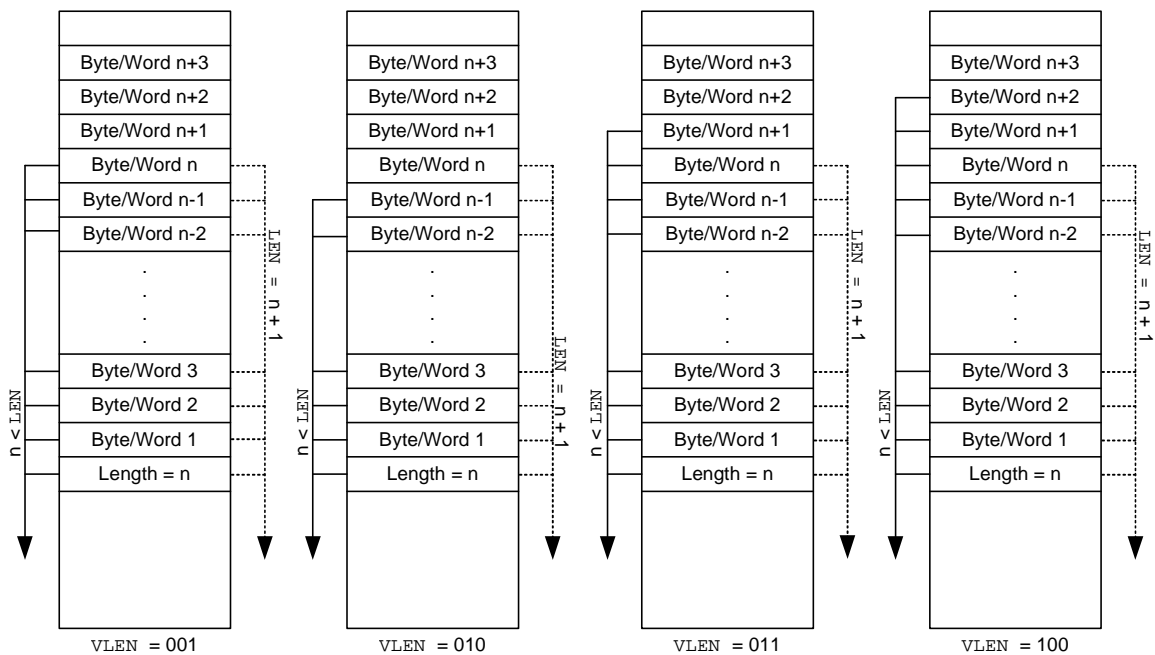 Byte/Word n+3
Byte/Word n+2
Byte/Word n+1
Byte/Word n
Byte/Word n-1
Byte/Word n-2
.
.
.
.
Byte/Word 3
Byte/Word 2
Byte/Word 1
Length = n
n < LEN
LEN = n + 1
VLEN = 001
Byte/Word n+3
Byte/Word n+2
Byte/Word n+1
Byte/Word n
Byte/Word n-1
Byte/Word n-2
.
.
.
.
Byte/Word 3
Byte/Word 2
Byte/Word 1
Length = n
n < LEN
LEN = n + 1
VLEN = 010
Byte/Word n+3
Byte/Word n+2
Byte/Word n+1
Byte/Word n
Byte/Word n-1
Byte/Word n-2
.
.
.
.
Byte/Word 3
Byte/Word 2
Byte/Word 1
Length = n
n < LEN
LEN = n + 1
VLEN = 011
Byte/Word n+3
Byte/Word n+2
Byte/Word n+1
Byte/Word n
Byte/Word n-1
Byte/Word n-2
.
.
.
.
Byte/Word 3
Byte/Word 2
Byte/Word 1
Length = n
n < LEN
LEN = n + 1
VLEN = 100